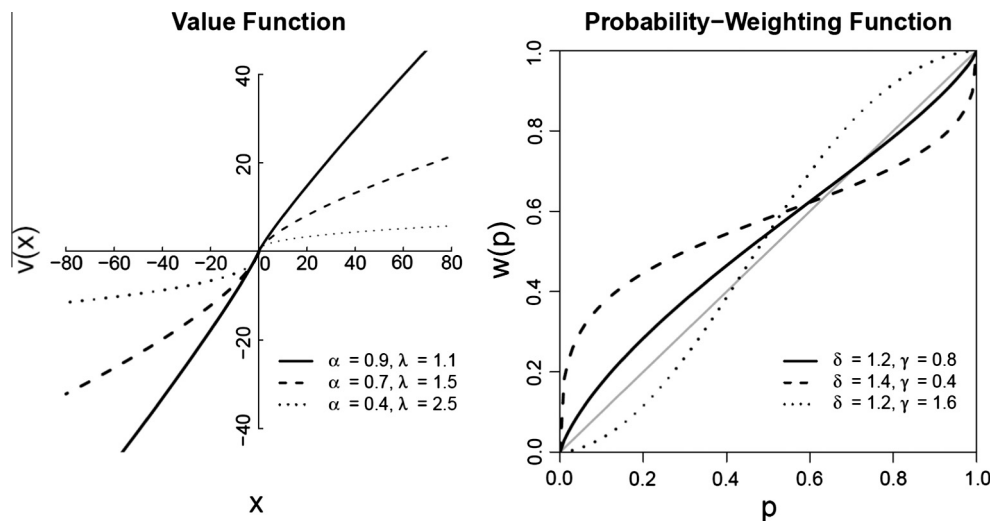 Value Function
v(x)
40
20
−80 −60 −40 −20 0 20 40 60 80
−20
−40
α = 0.9, λ = 1.1
α = 0.7, λ = 1.5
α = 0.4, λ = 2.5
x
Probability−Weighting Function
w(p)
1.0
0.8
0.6
0.4
0.2
0.0
δ = 1.2, γ = 0.8
δ = 1.4, γ = 0.4
δ = 1.2, γ = 1.6
0.0 0.2 0.4 0.6 0.8 1.0
p